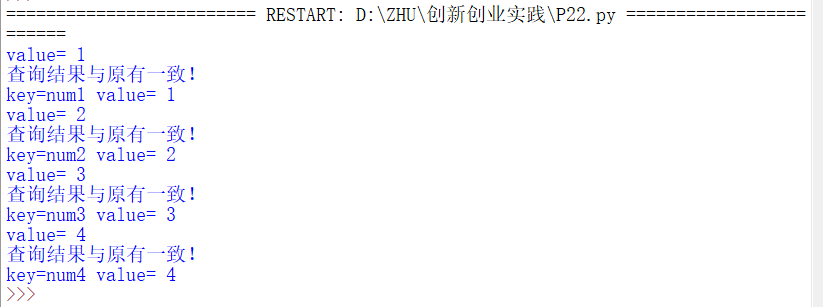 ========================= RESTART: D:\ZHU\创新创业实践\P22.py ==================
======
value= 1
查询结果与原有一致！
key=num1 value= 1
value= 2
查询结果与原有一致！
key=num2 value= 2
value= 3
查询结果与原有一致！
key=num3 value= 3
value= 4
查询结果与原有一致！
key=num4 value= 4
>>>